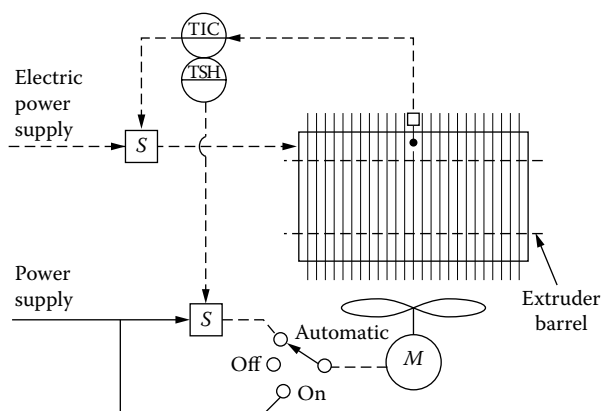 TIC
TSH
Electric
power
supply
S
Power
supply
S
Automatic
Off
On
M
Extruder
barrel